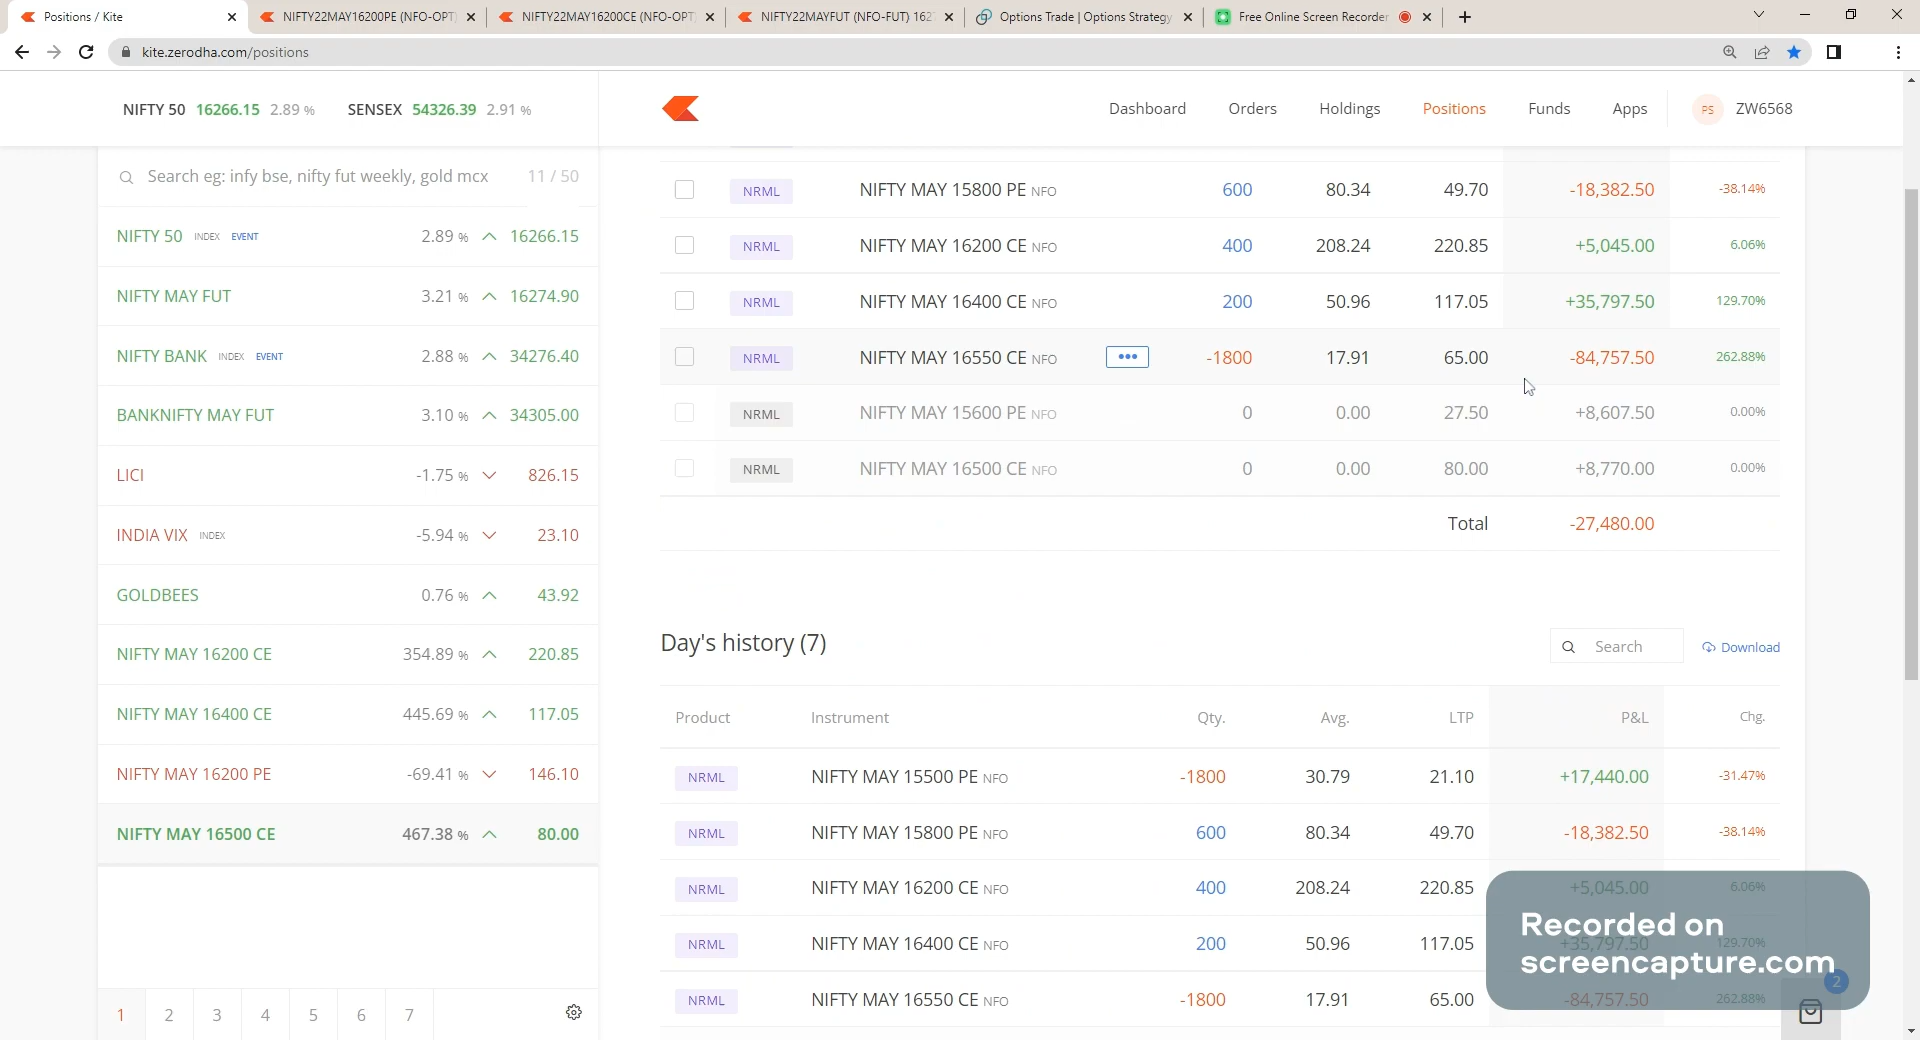 Positions / Kite
NIFTY22MAY16200PE (NFO-OPT)
NIFTY22MAY16200CE (NFO-OPT)
NIFTY22MAYFUT (NFO-FUT) 162
Options Trade | Options Strategy
Free Online Screen Recorder
kite.zerodha.com/positions
NIFTY 50 16266.15 2.89 %
SENSEX 54326.39 2.91 %
Dashboard
Orders
Holdings
Positions
Funds
Apps
PS
ZW6568
Search eg: infy bse, nifty fut weekly, gold mcx 11 / 50
NIFTY 50 INDEX EVENT 2.89 % 16266.15
NIFTY MAY FUT 3.21 % 16274.90
NIFTY BANK INDEX EVENT 2.88 % 34276.40
BANKNIFTY MAY FUT 3.10 % 34305.00
LICI -1.75 % 826.15
INDIA VIX INDEX -5.94 % 23.10
GOLDBEES 0.76 % 43.92
NIFTY MAY 16200 CE 354.89 % 220.85
NIFTY MAY 16400 CE 445.69 % 117.05
NIFTY MAY 16200 PE -69.41 % 146.10
NIFTY MAY 16500 CE 467.38 % 80.00
1 2 3 4 5 6 7
NRML NIFTY MAY 15800 PE NFO 600 80.34 49.70 -18,382.50 -38.14%
NRML NIFTY MAY 16200 CE NFO 400 208.24 220.85 +5,045.00 6.06%
NRML NIFTY MAY 16400 CE NFO 200 50.96 117.05 +35,797.50 129.70%
NRML NIFTY MAY 16550 CE NFO ••• -1800 17.91 65.00 -84,757.50 262.88%
NRML NIFTY MAY 15600 PE NFO 0 0.00 27.50 +8,607.50 0.00%
NRML NIFTY MAY 16500 CE NFO 0 0.00 80.00 +8,770.00 0.00%
Total -27,480.00
Day's history (7)
Search
Download
Product Instrument Qty. Avg. LTP P&L Chg.
NRML NIFTY MAY 15500 PE NFO -1800 30.79 21.10 +17,440.00 -31.47%
NRML NIFTY MAY 15800 PE NFO 600 80.34 49.70 -18,382.50 -38.14%
NRML NIFTY MAY 16200 CE NFO 400 208.24 220.85 +5,045.00 6.06%
NRML NIFTY MAY 16400 CE NFO 200 50.96 117.05 +35,797.50 129.70%
NRML NIFTY MAY 16550 CE NFO -1800 17.91 65.00 -84,757.50 262.88%
Recorded on
screencapture.com
2